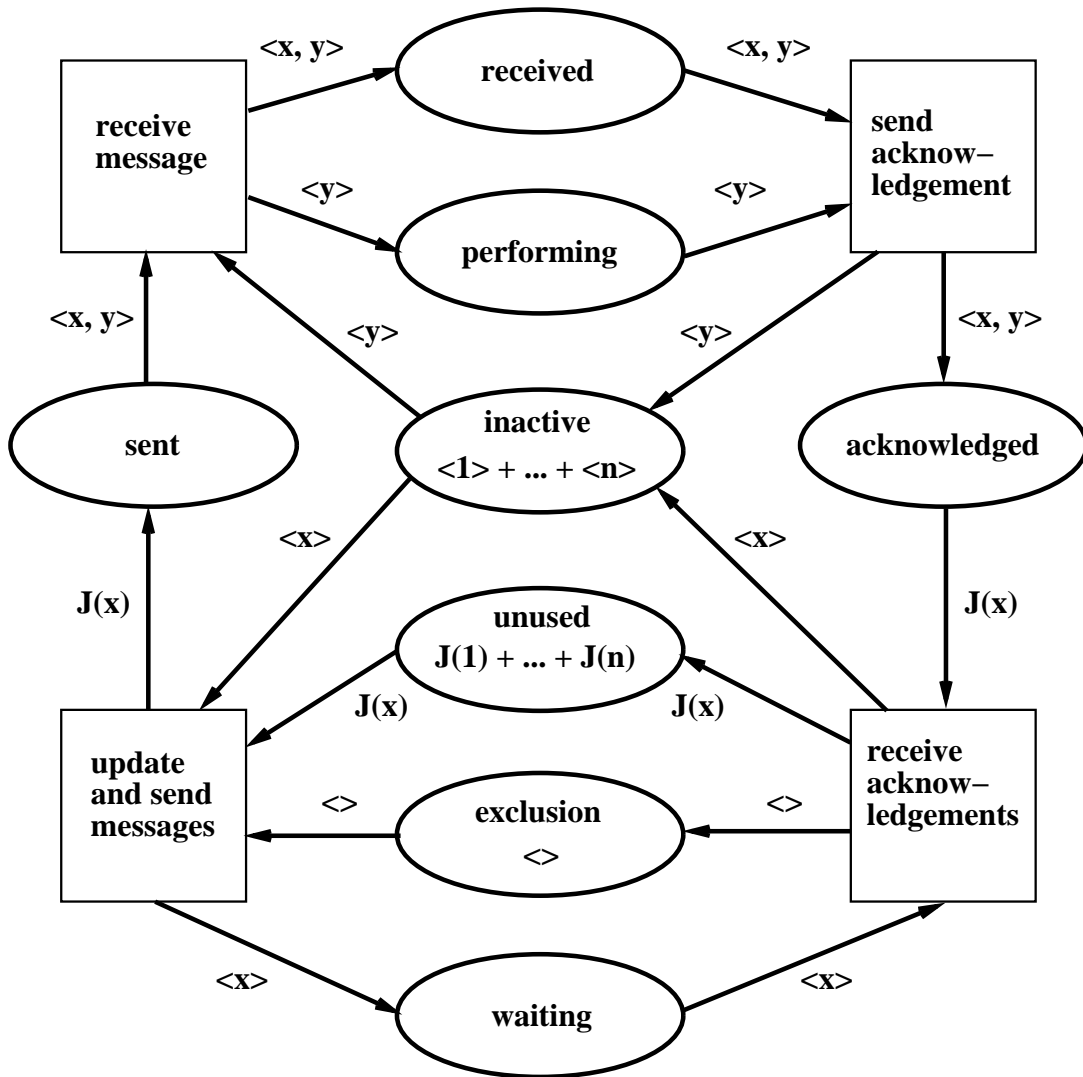 <x, y>
<x, y>
received
receive
message
send
acknow–
ledgement
<y>
<y>
performing
<x, y>
<y>
<y>
<x, y>
inactive
<1> + ... + <n>
sent
acknowledged
<x>
<x>
J(x)
J(x)
unused
J(1) + ... + J(n)
J(x)
J(x)
update
and send
messages
receive
acknow–
ledgements
<>
<>
exclusion
<>
<x>
<x>
waiting